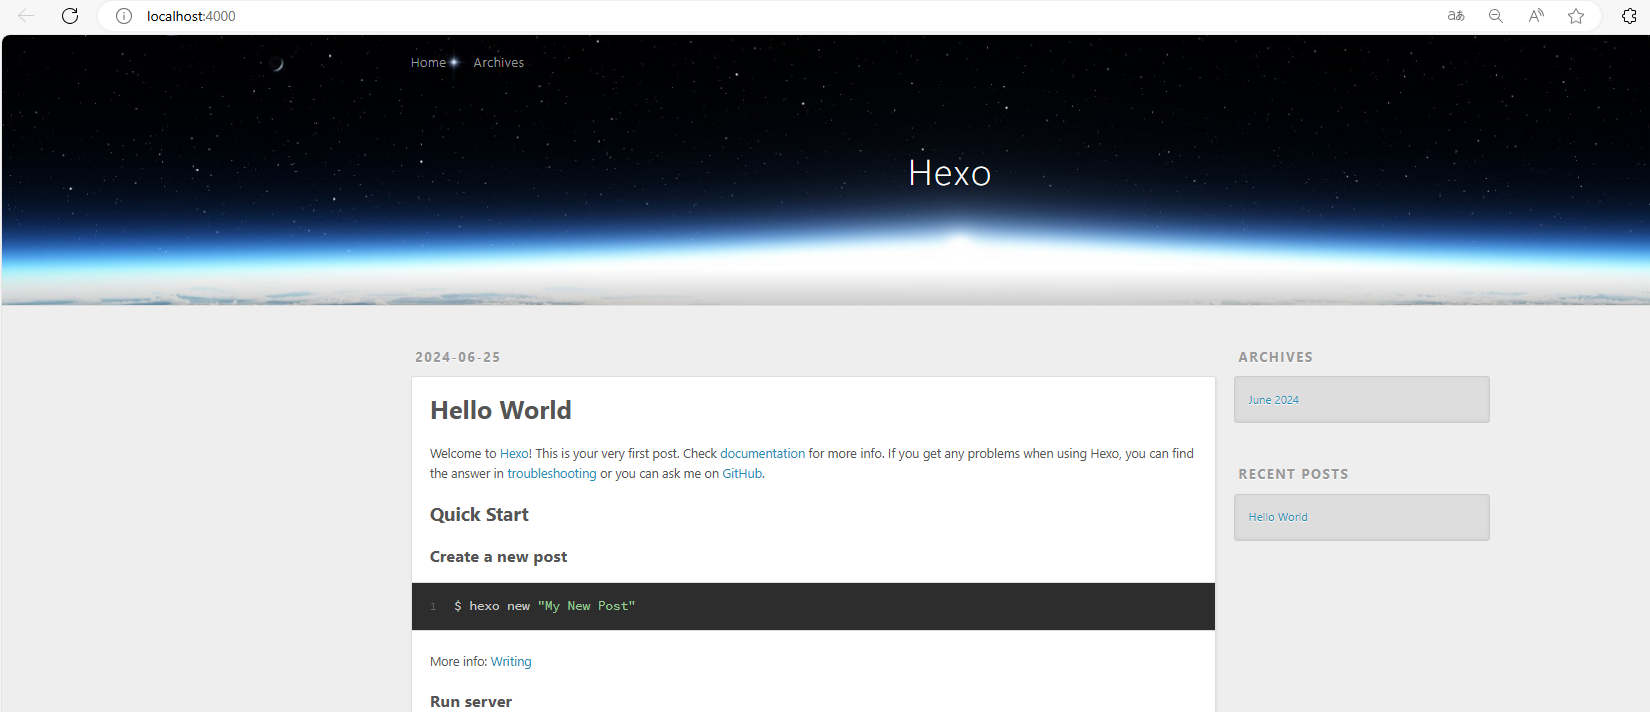 localhost:4000
Home Archives
Hexo
2024-06-25
Hello World
Welcome to Hexo! This is your very first post. Check documentation for more info. If you get any problems when using Hexo, you can find
the answer in troubleshooting or you can ask me on GitHub.
Quick Start
Create a new post
1 $ hexo new "My New Post"
More info: Writing
Run server
ARCHIVES
June 2024
RECENT POSTS
Hello World